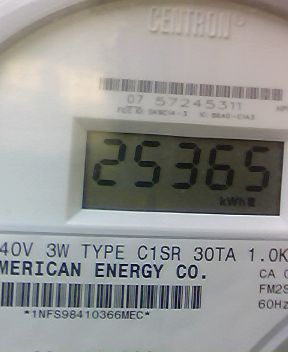 CENTRON®
07 57245311
25365
kWh
40V 3W TYPE C1SR 30TA 1.0K
MERICAN ENERGY CO.
CA
FM2S
60Hz
*1NFS98410366MEC*